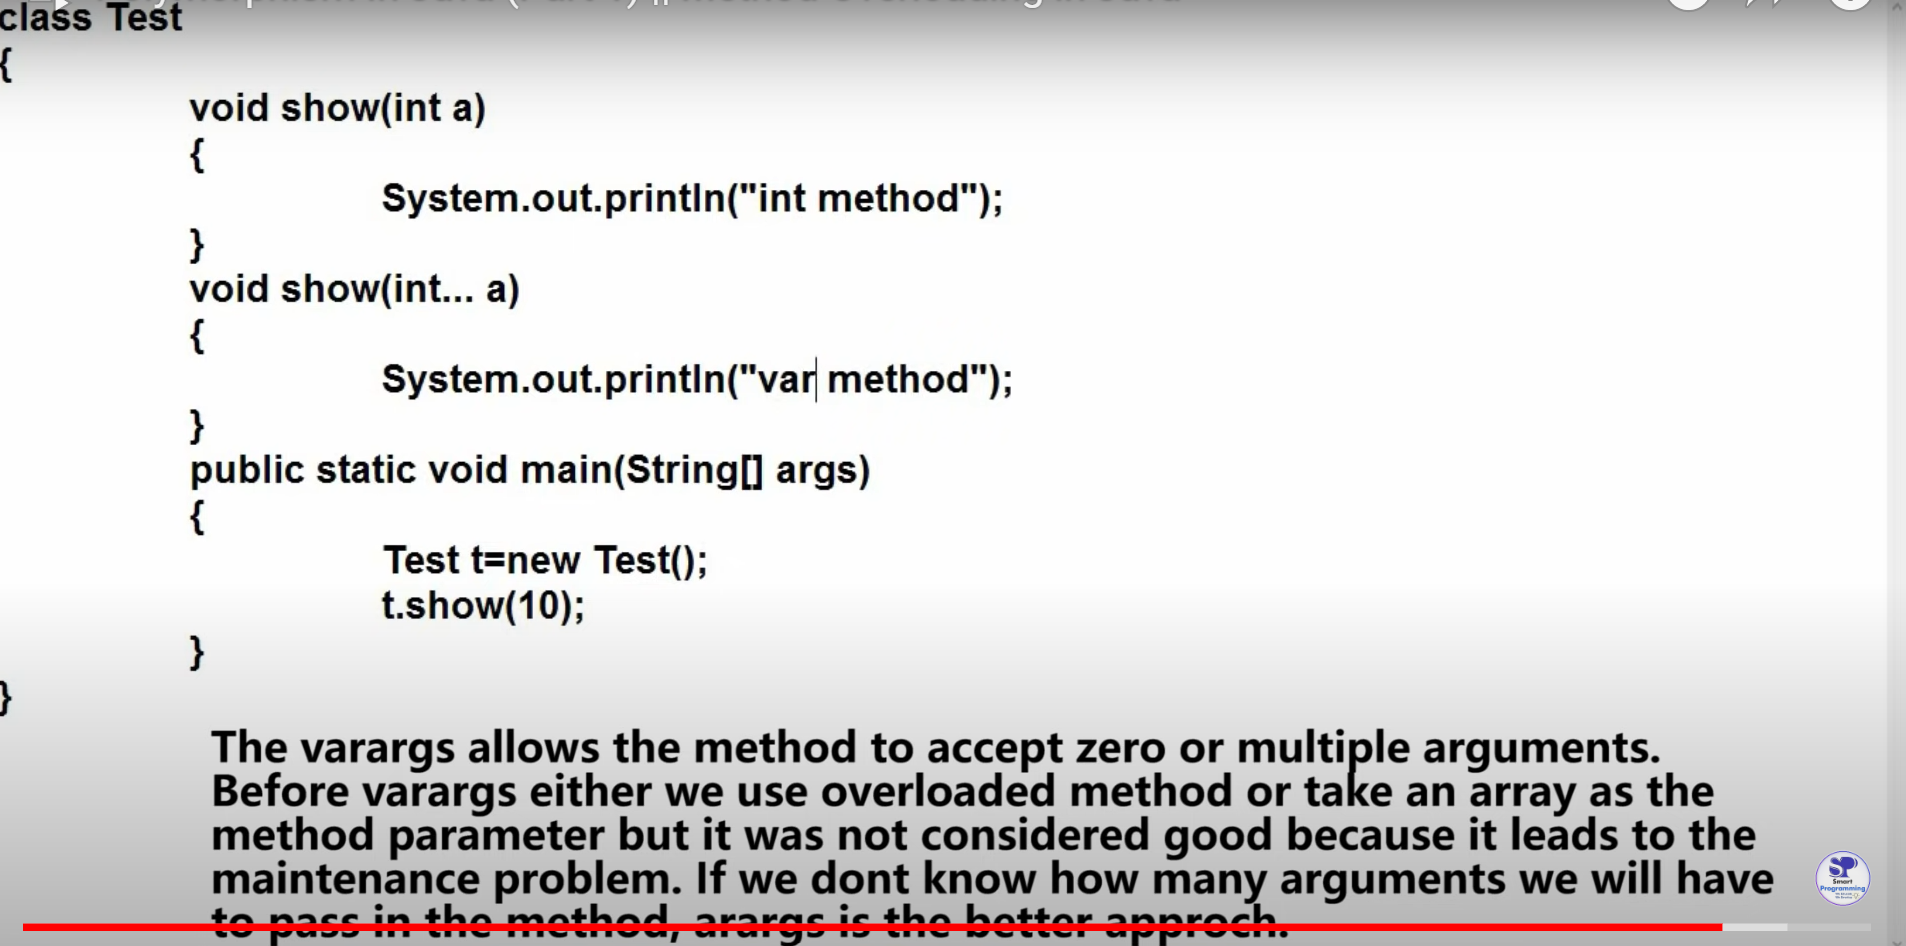 class Test
{
void show(int a)
{
System.out.println("int method");
}
void show(int... a)
{
System.out.println("var method");
}
public static void main(String[] args)
{
Test t=new Test();
t.show(10);
}
}
The varargs allows the method to accept zero or multiple arguments.
Before varargs either we use overloaded method or take an array as the
method parameter but it was not considered good because it leads to the
maintenance problem. If we dont know how many arguments we will have
to pass in the method, arargs is the better approch.
SP
Smart
Programming